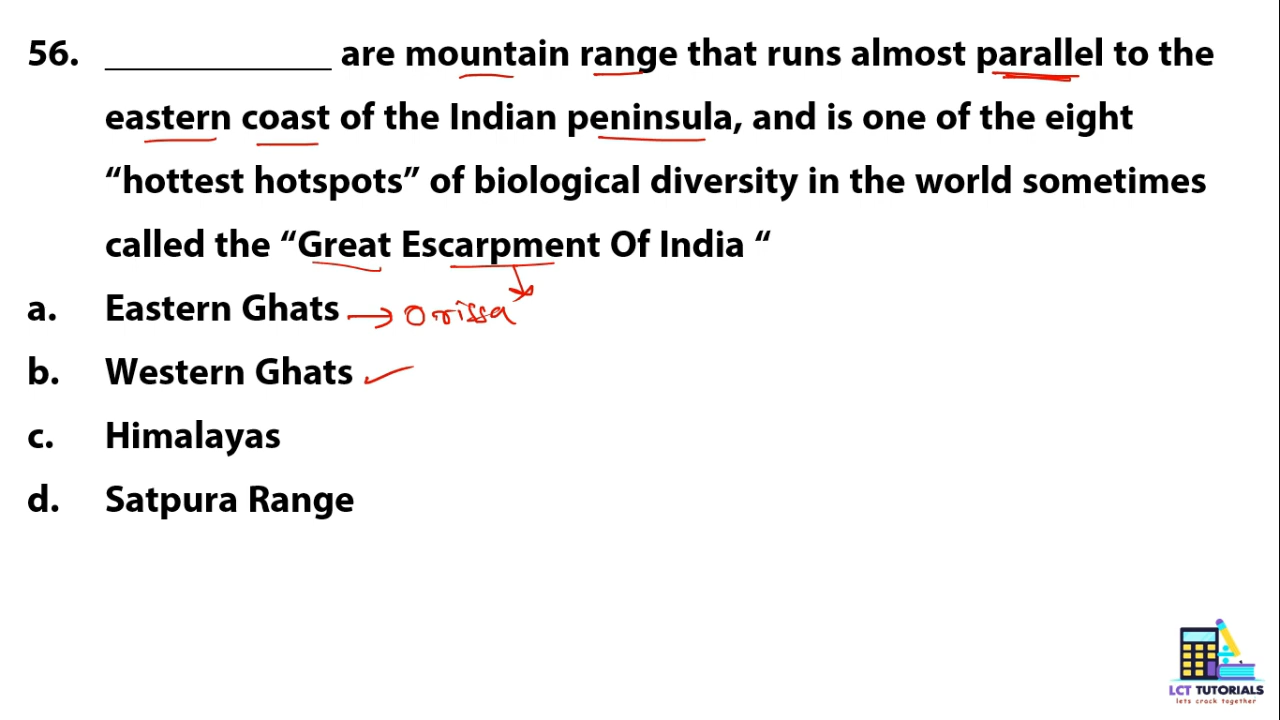 56. ____________ are mountain range that runs almost parallel to the
eastern coast of the Indian peninsula, and is one of the eight
“hottest hotspots” of biological diversity in the world sometimes
called the “Great Escarpment Of India “
a. Eastern Ghats → Orissa
b. Western Ghats ✓
c. Himalayas
d. Satpura Range
LCT TUTORIALS
lets crack together